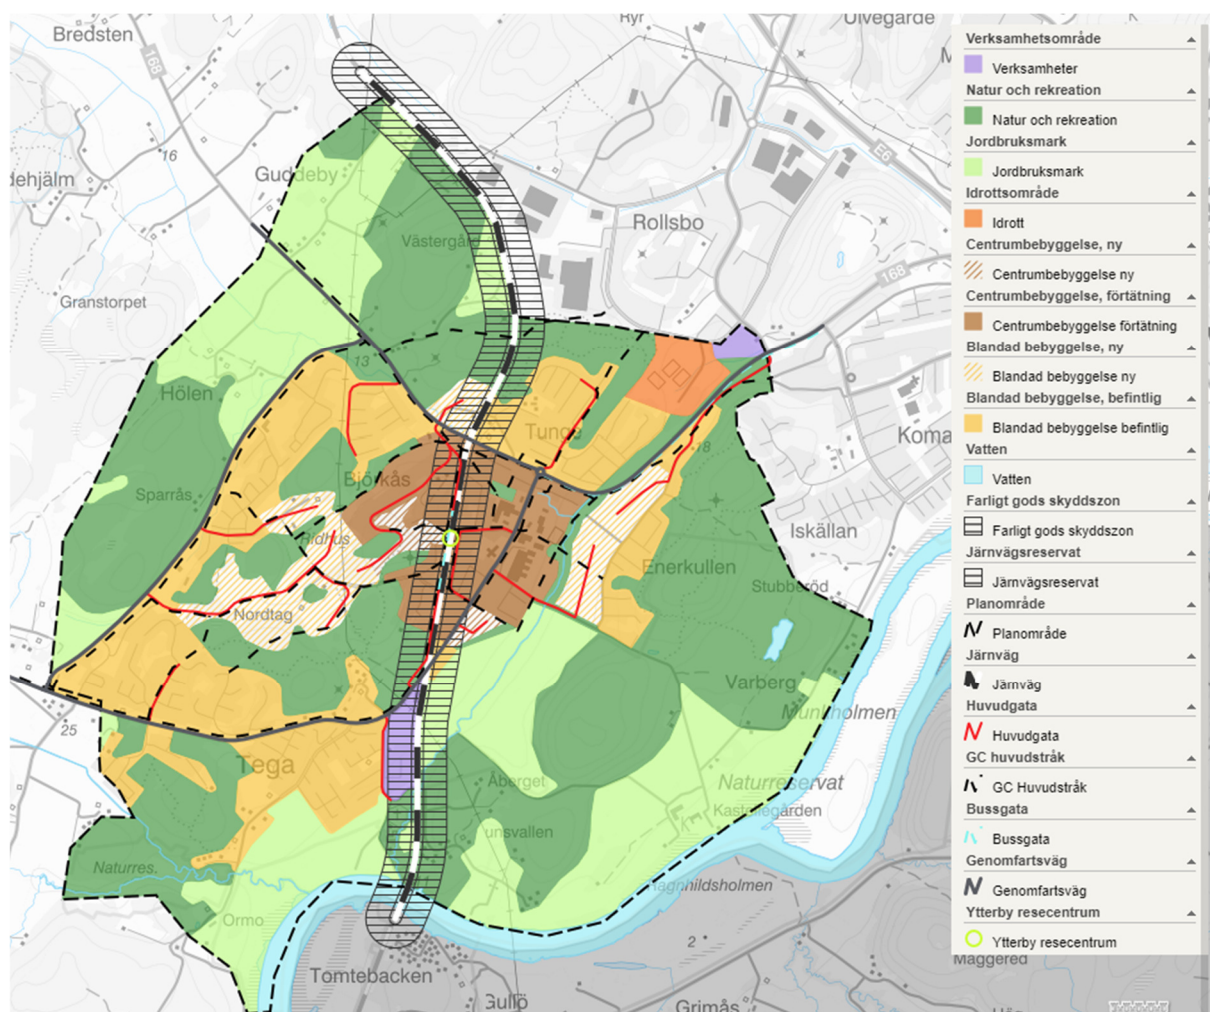 Bredsten
Ryr
Ulvegärde
168
16
Guddeby
dehjälm
E6
Rollsbo
Västergår
168
Granstorpet
13
Hölen
Tunge
Koma
18
Björkås
Sparrås
Ridhus
Iskällan
Enerkullen
Stubberöd
Nordtag
Varberg
Munkholmen
25
Tega
Åberget
Naturreservat
Kastellegården
unsvallen
Naturres.
Ragnhildsholmen
Ormo
2
Tomtebacken
Gullö
Grimås
Maggered
Verksamhetsområde
Verksamheter
Natur och rekreation
Natur och rekreation
Jordbruksmark
Jordbruksmark
Idrottsområde
Idrott
Centrumbebyggelse, ny
Centrumbebyggelse ny
Centrumbebyggelse, förtätning
Centrumbebyggelse förtätning
Blandad bebyggelse, ny
Blandad bebyggelse ny
Blandad bebyggelse, befintlig
Blandad bebyggelse befintlig
Vatten
Vatten
Farligt gods skyddszon
Farligt gods skyddszon
Järnvägsreservat
Järnvägsreservat
Planområde
Planområde
Järnväg
Järnväg
Huvudgata
Huvudgata
GC huvudstråk
GC Huvudstråk
Bussgata
Bussgata
Genomfartsväg
Genomfartsväg
Ytterby resecentrum
Ytterby resecentrum